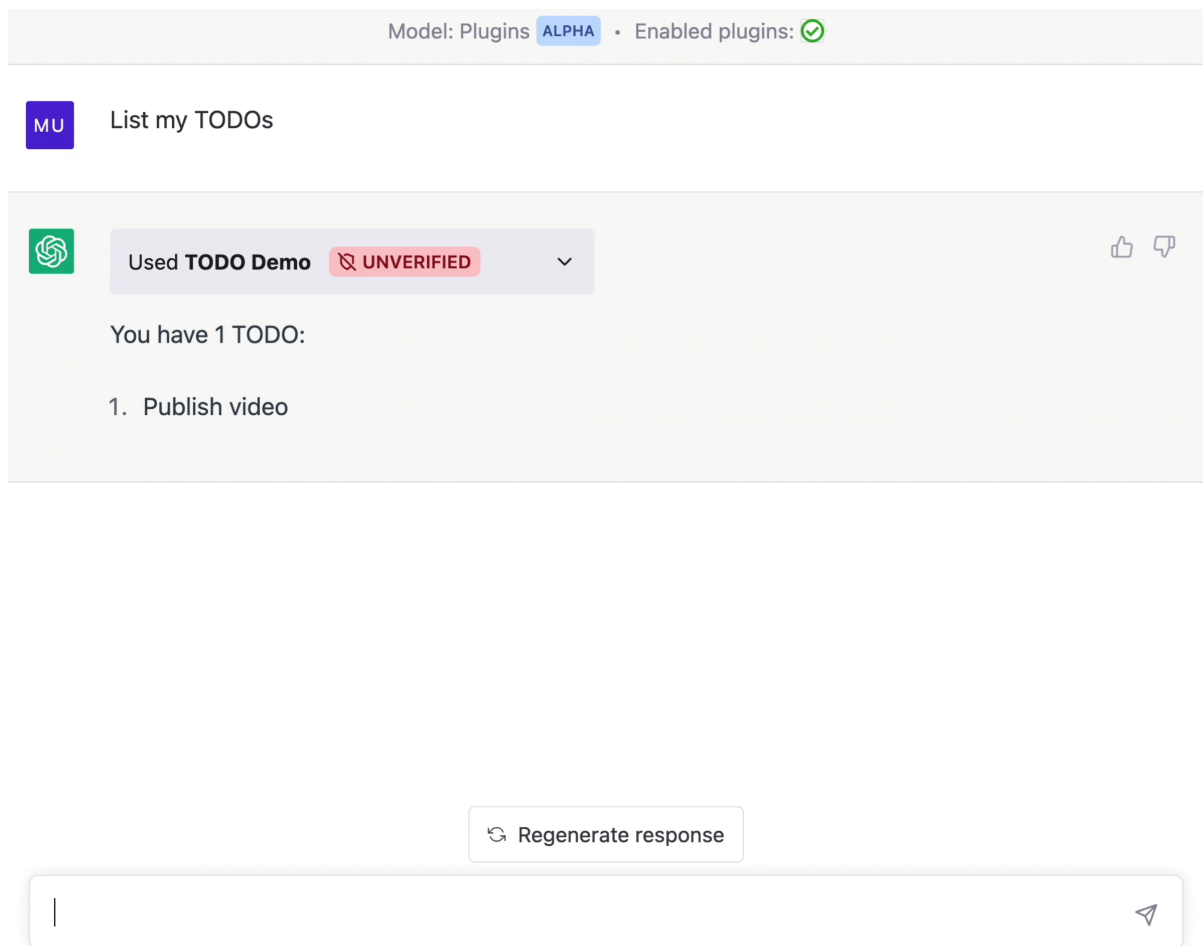 Model: Plugins ALPHA • Enabled plugins:
MU List my TODOs
Used TODO Demo UNVERIFIED
You have 1 TODO:
1. Publish video
Regenerate response